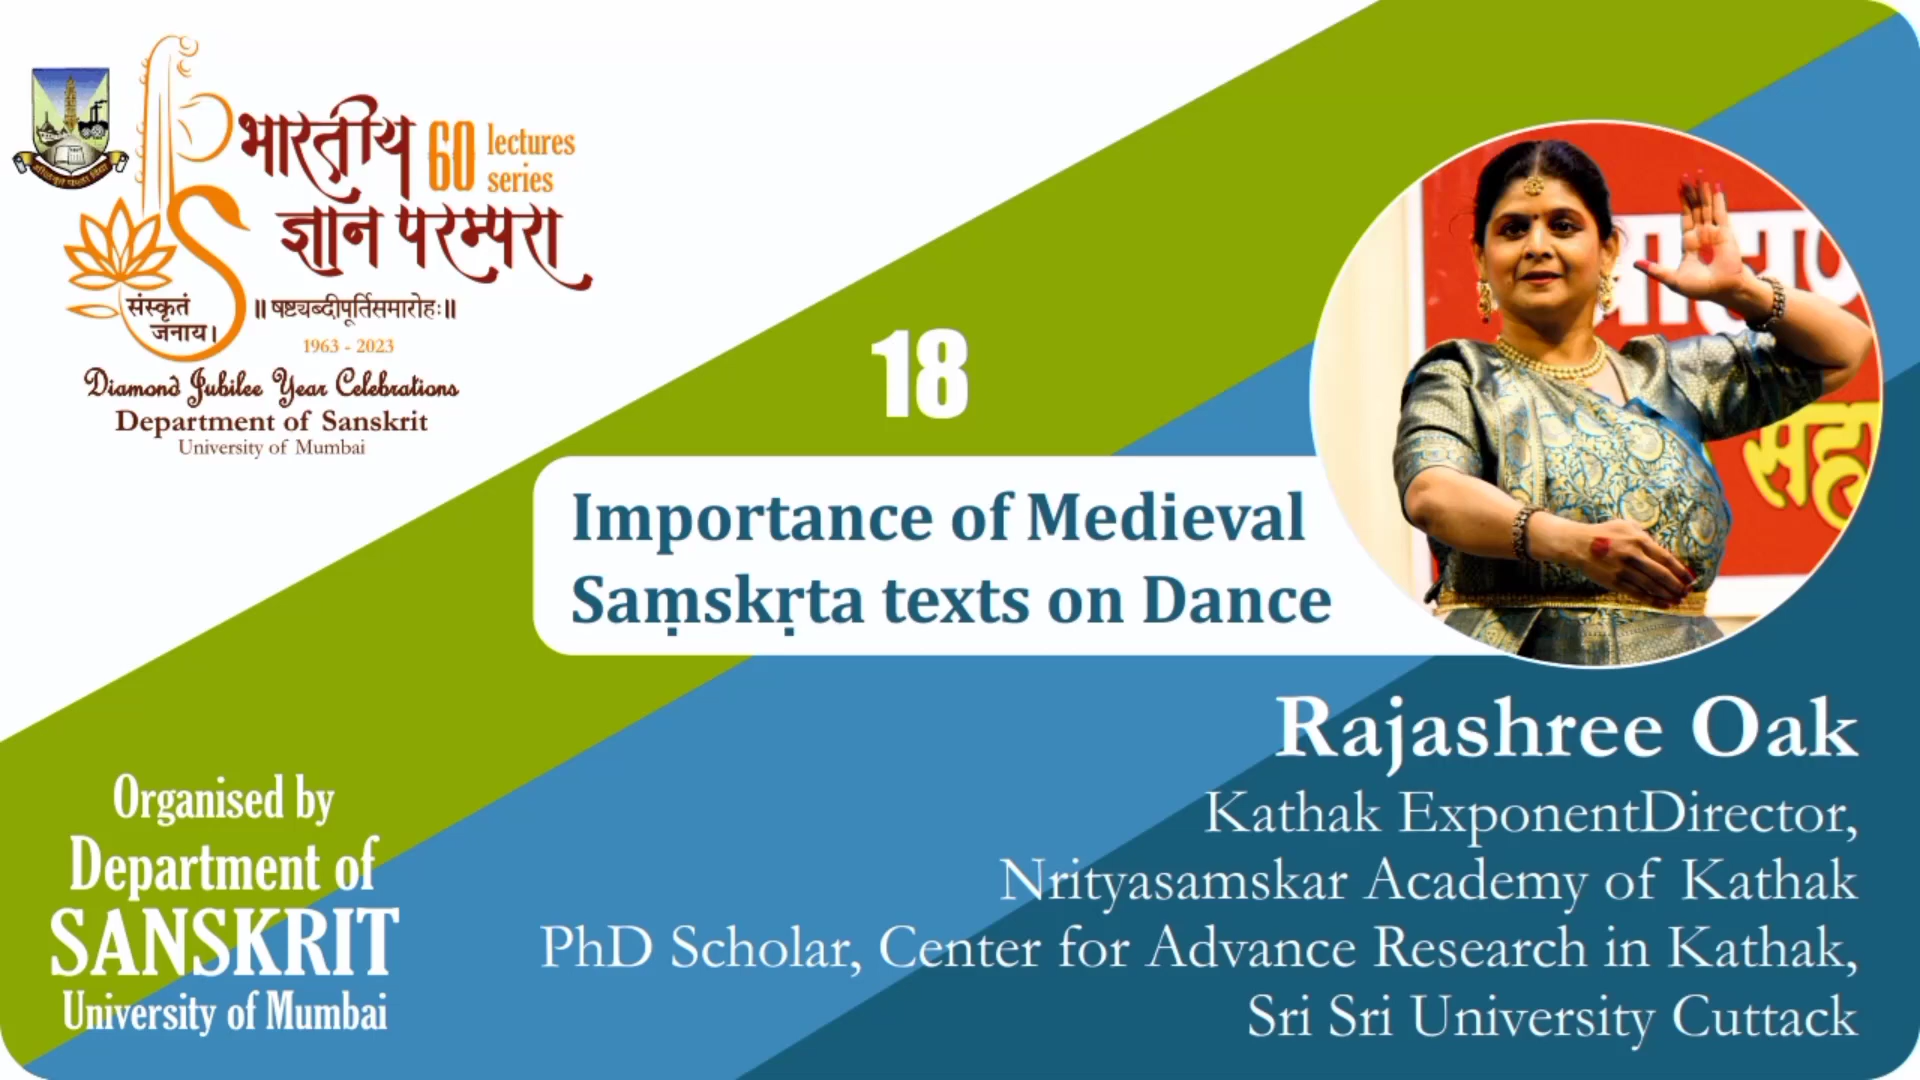 भारतीय 60 lectures series
ज्ञान परम्परा
संस्कृतं
जनाय।
॥ षष्ट्यब्दीपूर्तिसमारोहः॥
1963 - 2023
Diamond Jubilee Year Celebrations
Department of Sanskrit
University of Mumbai
18
Importance of Medieval
Saṃskṛta texts on Dance
Rajashree Oak
Kathak ExponentDirector,
Nrityasamskar Academy of Kathak
PhD Scholar, Center for Advance Research in Kathak,
Sri Sri University Cuttack
Organised by
Department of
SANSKRIT
University of Mumbai